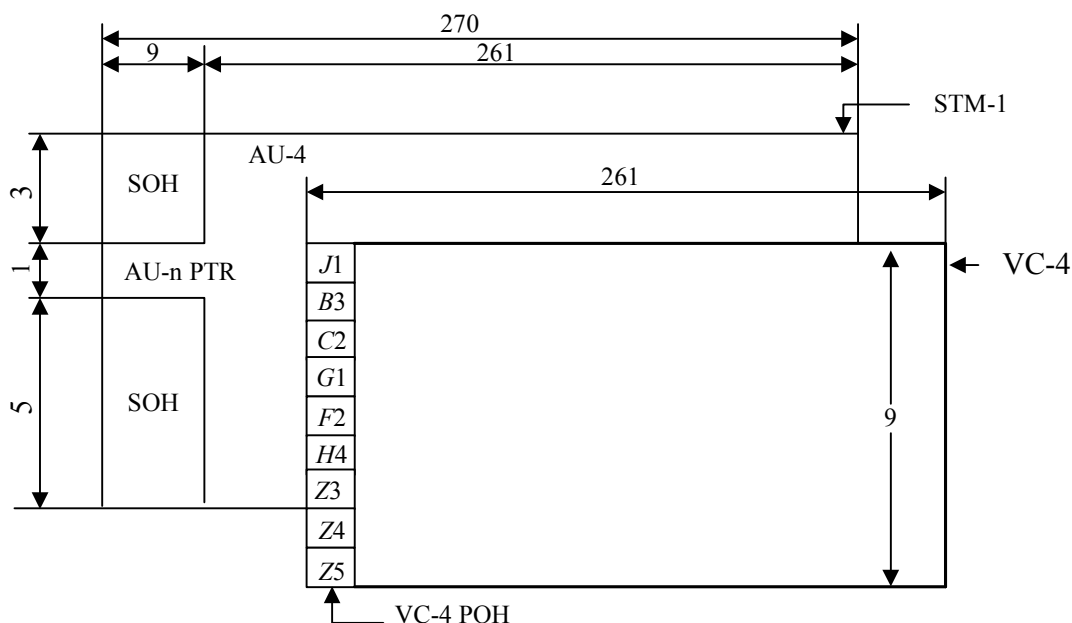 270
9
261
STM-1
AU-4
261
3
SOH
1
AU-n PTR
J1
VC-4
B3
C2
G1
5
SOH
F2
9
H4
Z3
Z4
Z5
VC-4 POH